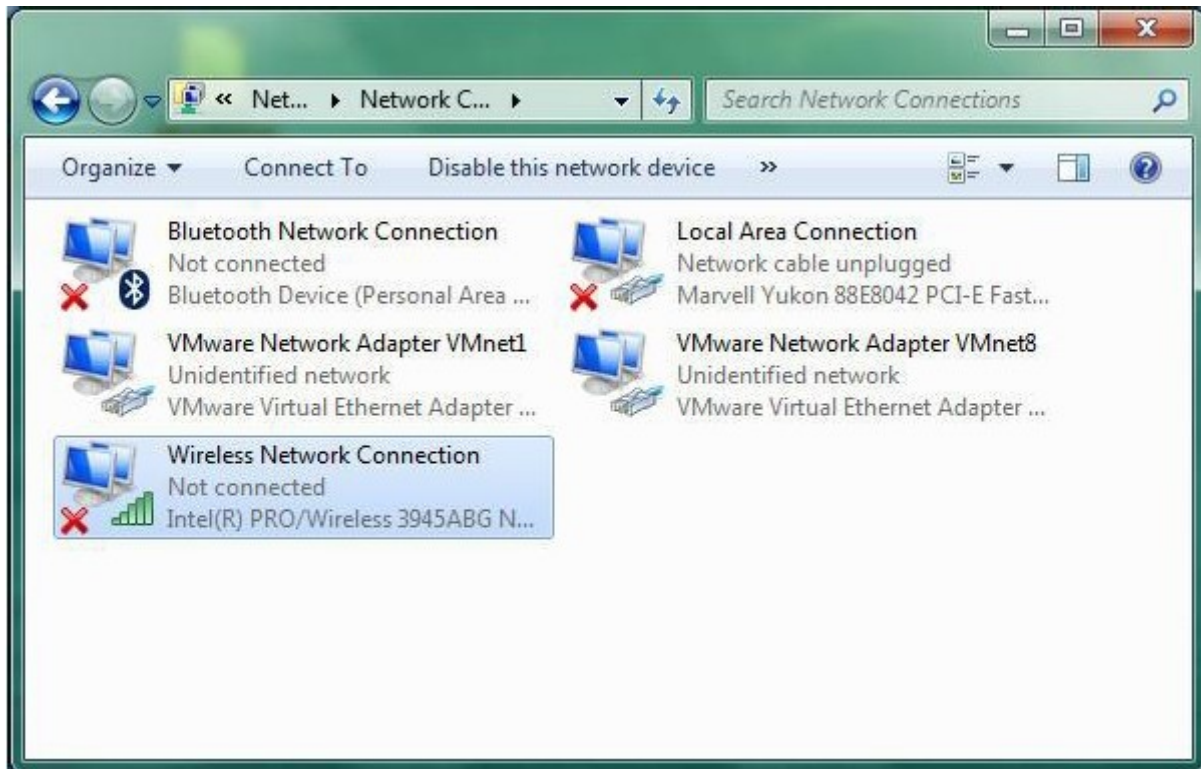 « Net... ▸ Network C... ▸
Search Network Connections
Organize Connect To Disable this network device »
Bluetooth Network Connection
Not connected
Bluetooth Device (Personal Area ...
Local Area Connection
Network cable unplugged
Marvell Yukon 88E8042 PCI-E Fast...
VMware Network Adapter VMnet1
Unidentified network
VMware Virtual Ethernet Adapter ...
VMware Network Adapter VMnet8
Unidentified network
VMware Virtual Ethernet Adapter ...
Wireless Network Connection
Not connected
Intel(R) PRO/Wireless 3945ABG N...